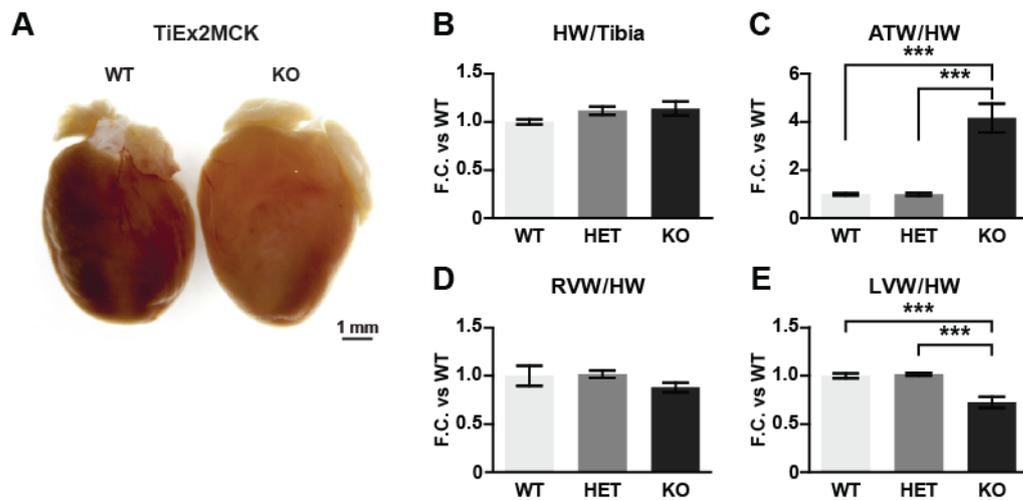 A
TiEx2MCK
WT KO
1 mm
B
HW/Tibia
F.C. vs WT
1.5
1.0
0.5
0
WT HET KO
C
ATW/HW
***
***
F.C. vs WT
6
4
2
0
WT HET KO
D
RVW/HW
F.C. vs WT
1.5
1.0
0.5
0
WT HET KO
E
LVW/HW
***
***
F.C. vs WT
1.5
1.0
0.5
0
WT HET KO